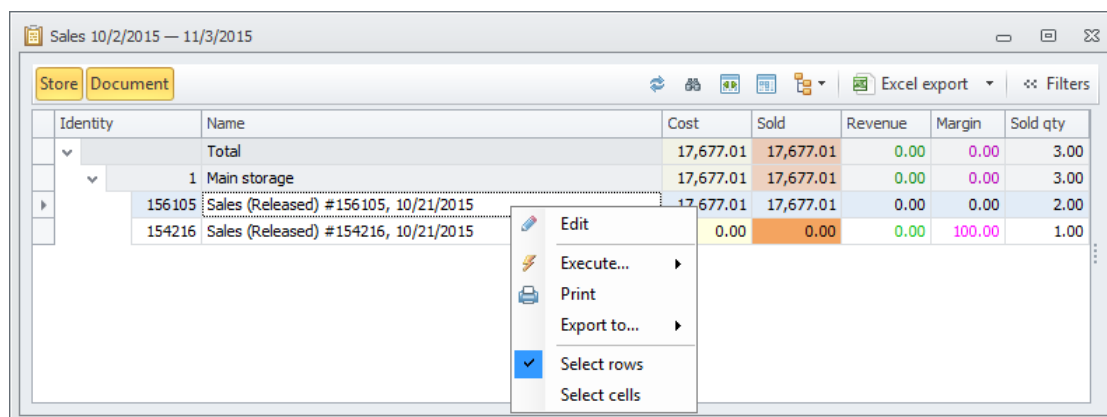 Sales 10/2/2015 — 11/3/2015
Store Document Excel export « Filters
Identity Name Cost Sold Revenue Margin Sold qty
Total 17,677.01 17,677.01 0.00 0.00 3.00
1 Main storage 17,677.01 17,677.01 0.00 0.00 3.00
156105 Sales (Released) #156105, 10/21/2015 17,677.01 17,677.01 0.00 0.00 2.00
154216 Sales (Released) #154216, 10/21/2015 0.00 0.00 0.00 100.00 1.00
Edit
Execute...
Print
Export to...
Select rows
Select cells